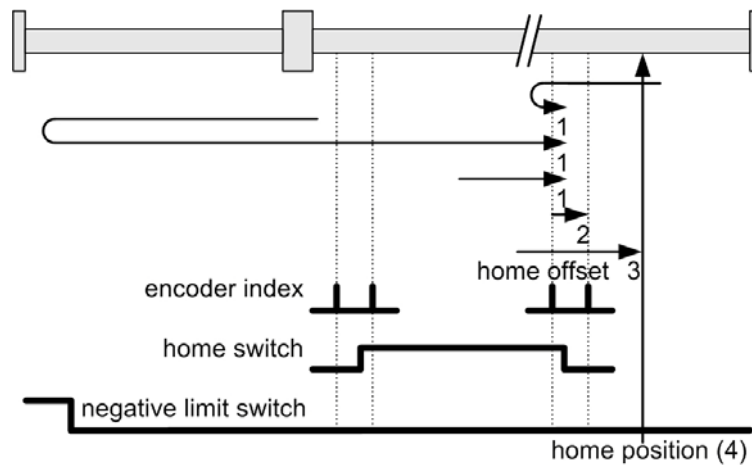 1
1
1
2
home offset 3
encoder index
home switch
negative limit switch
home position (4)